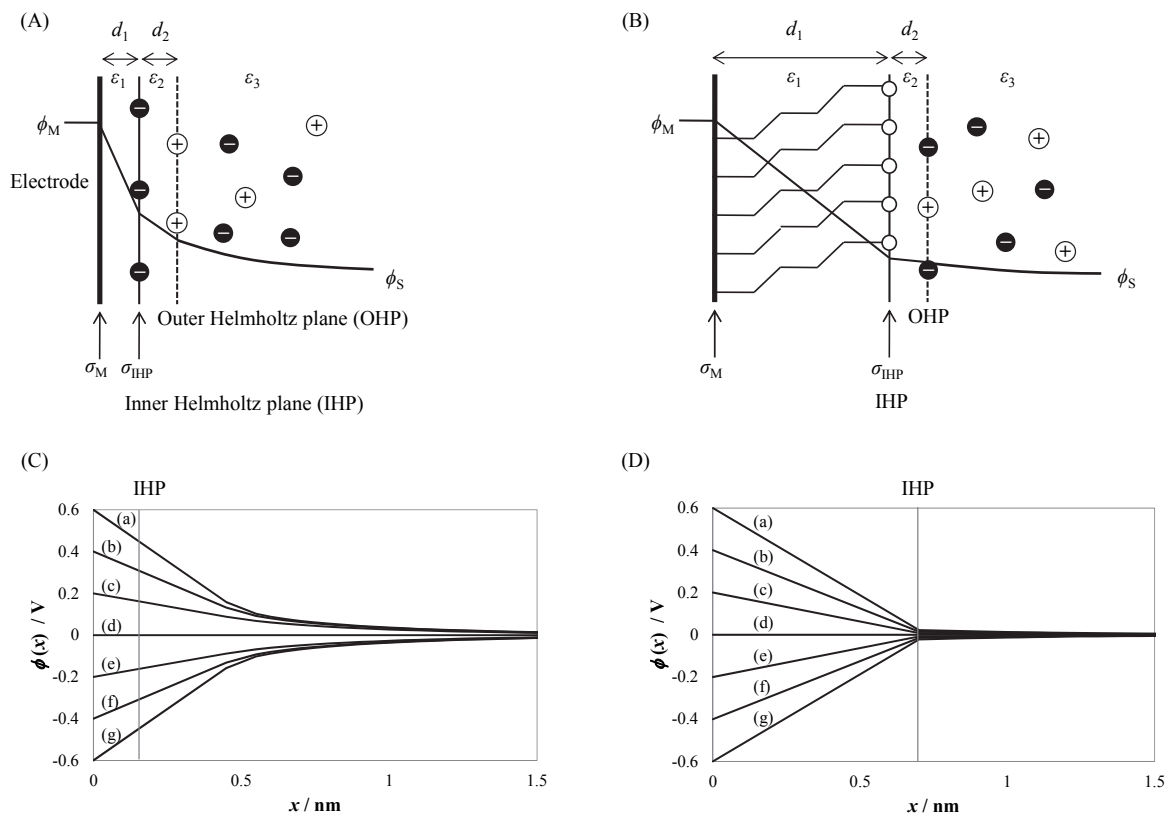 (A) (B)
d₁ d₂ d₁ d₂
ε₁ ε₂ ε₃ ε₁ ε₂ ε₃
ϕM ϕM
Electrode
ϕS ϕS
Outer Helmholtz plane (OHP) OHP
σM σIHP σM σIHP
Inner Helmholtz plane (IHP) IHP
(C) (D)
IHP IHP
0.6 (a) 0.6 (a)
0.4 (b) 0.4 (b)
0.2 (c) 0.2 (c)
ϕ (x) / V 0 (d) ϕ (x) / V 0 (d)
-0.2 (e) -0.2 (e)
-0.4 (f) -0.4 (f)
-0.6 (g) -0.6 (g)
0 0.5 1 1.5 0 0.5 1 1.5
x / nm x / nm